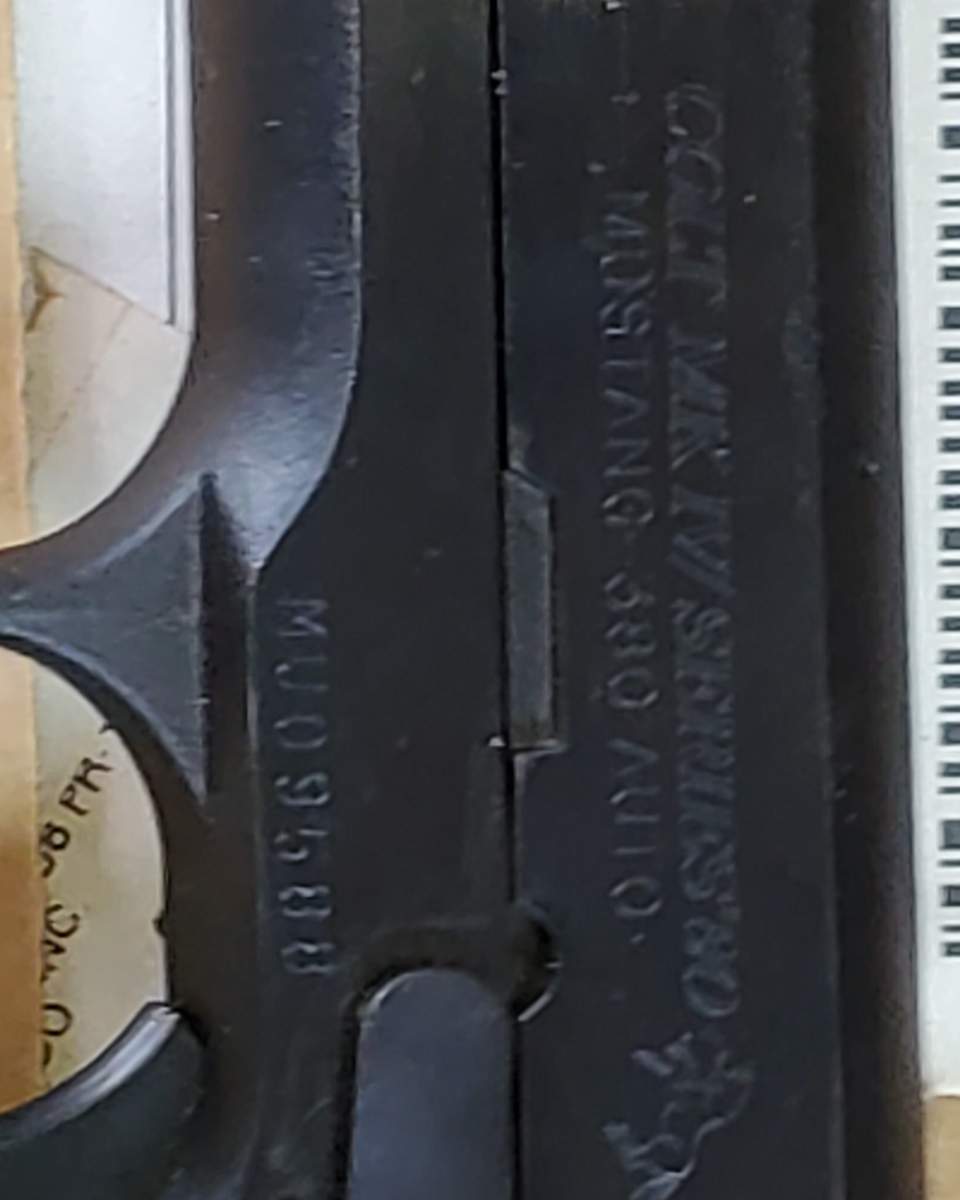 COLT MK IV/SERIES 80
· MUSTANG 380 AUTO ·
MU09588